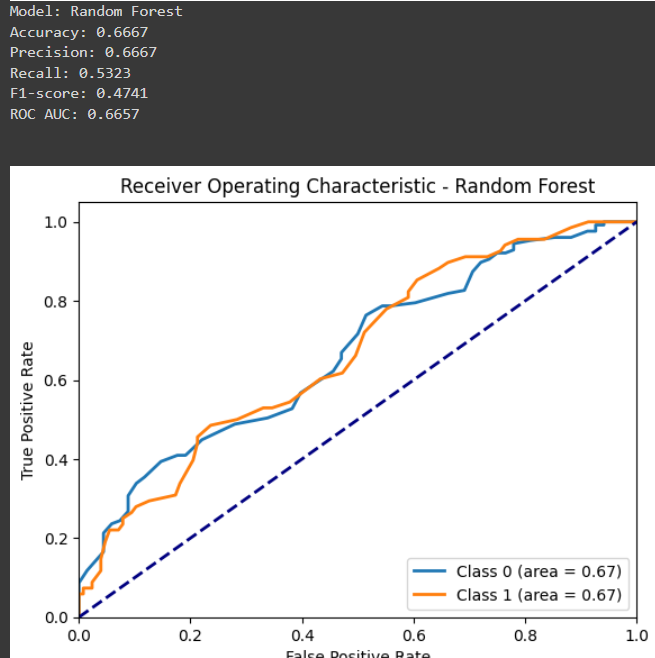 Model: Random Forest
Accuracy: 0.6667
Precision: 0.6667
Recall: 0.5323
F1-score: 0.4741
ROC AUC: 0.6657
Receiver Operating Characteristic - Random Forest
1.0
0.8
0.6
0.4
0.2
0.0
True Positive Rate
Class 0 (area = 0.67)
Class 1 (area = 0.67)
0.0 0.2 0.4 0.6 0.8 1.0
False Positive Rate